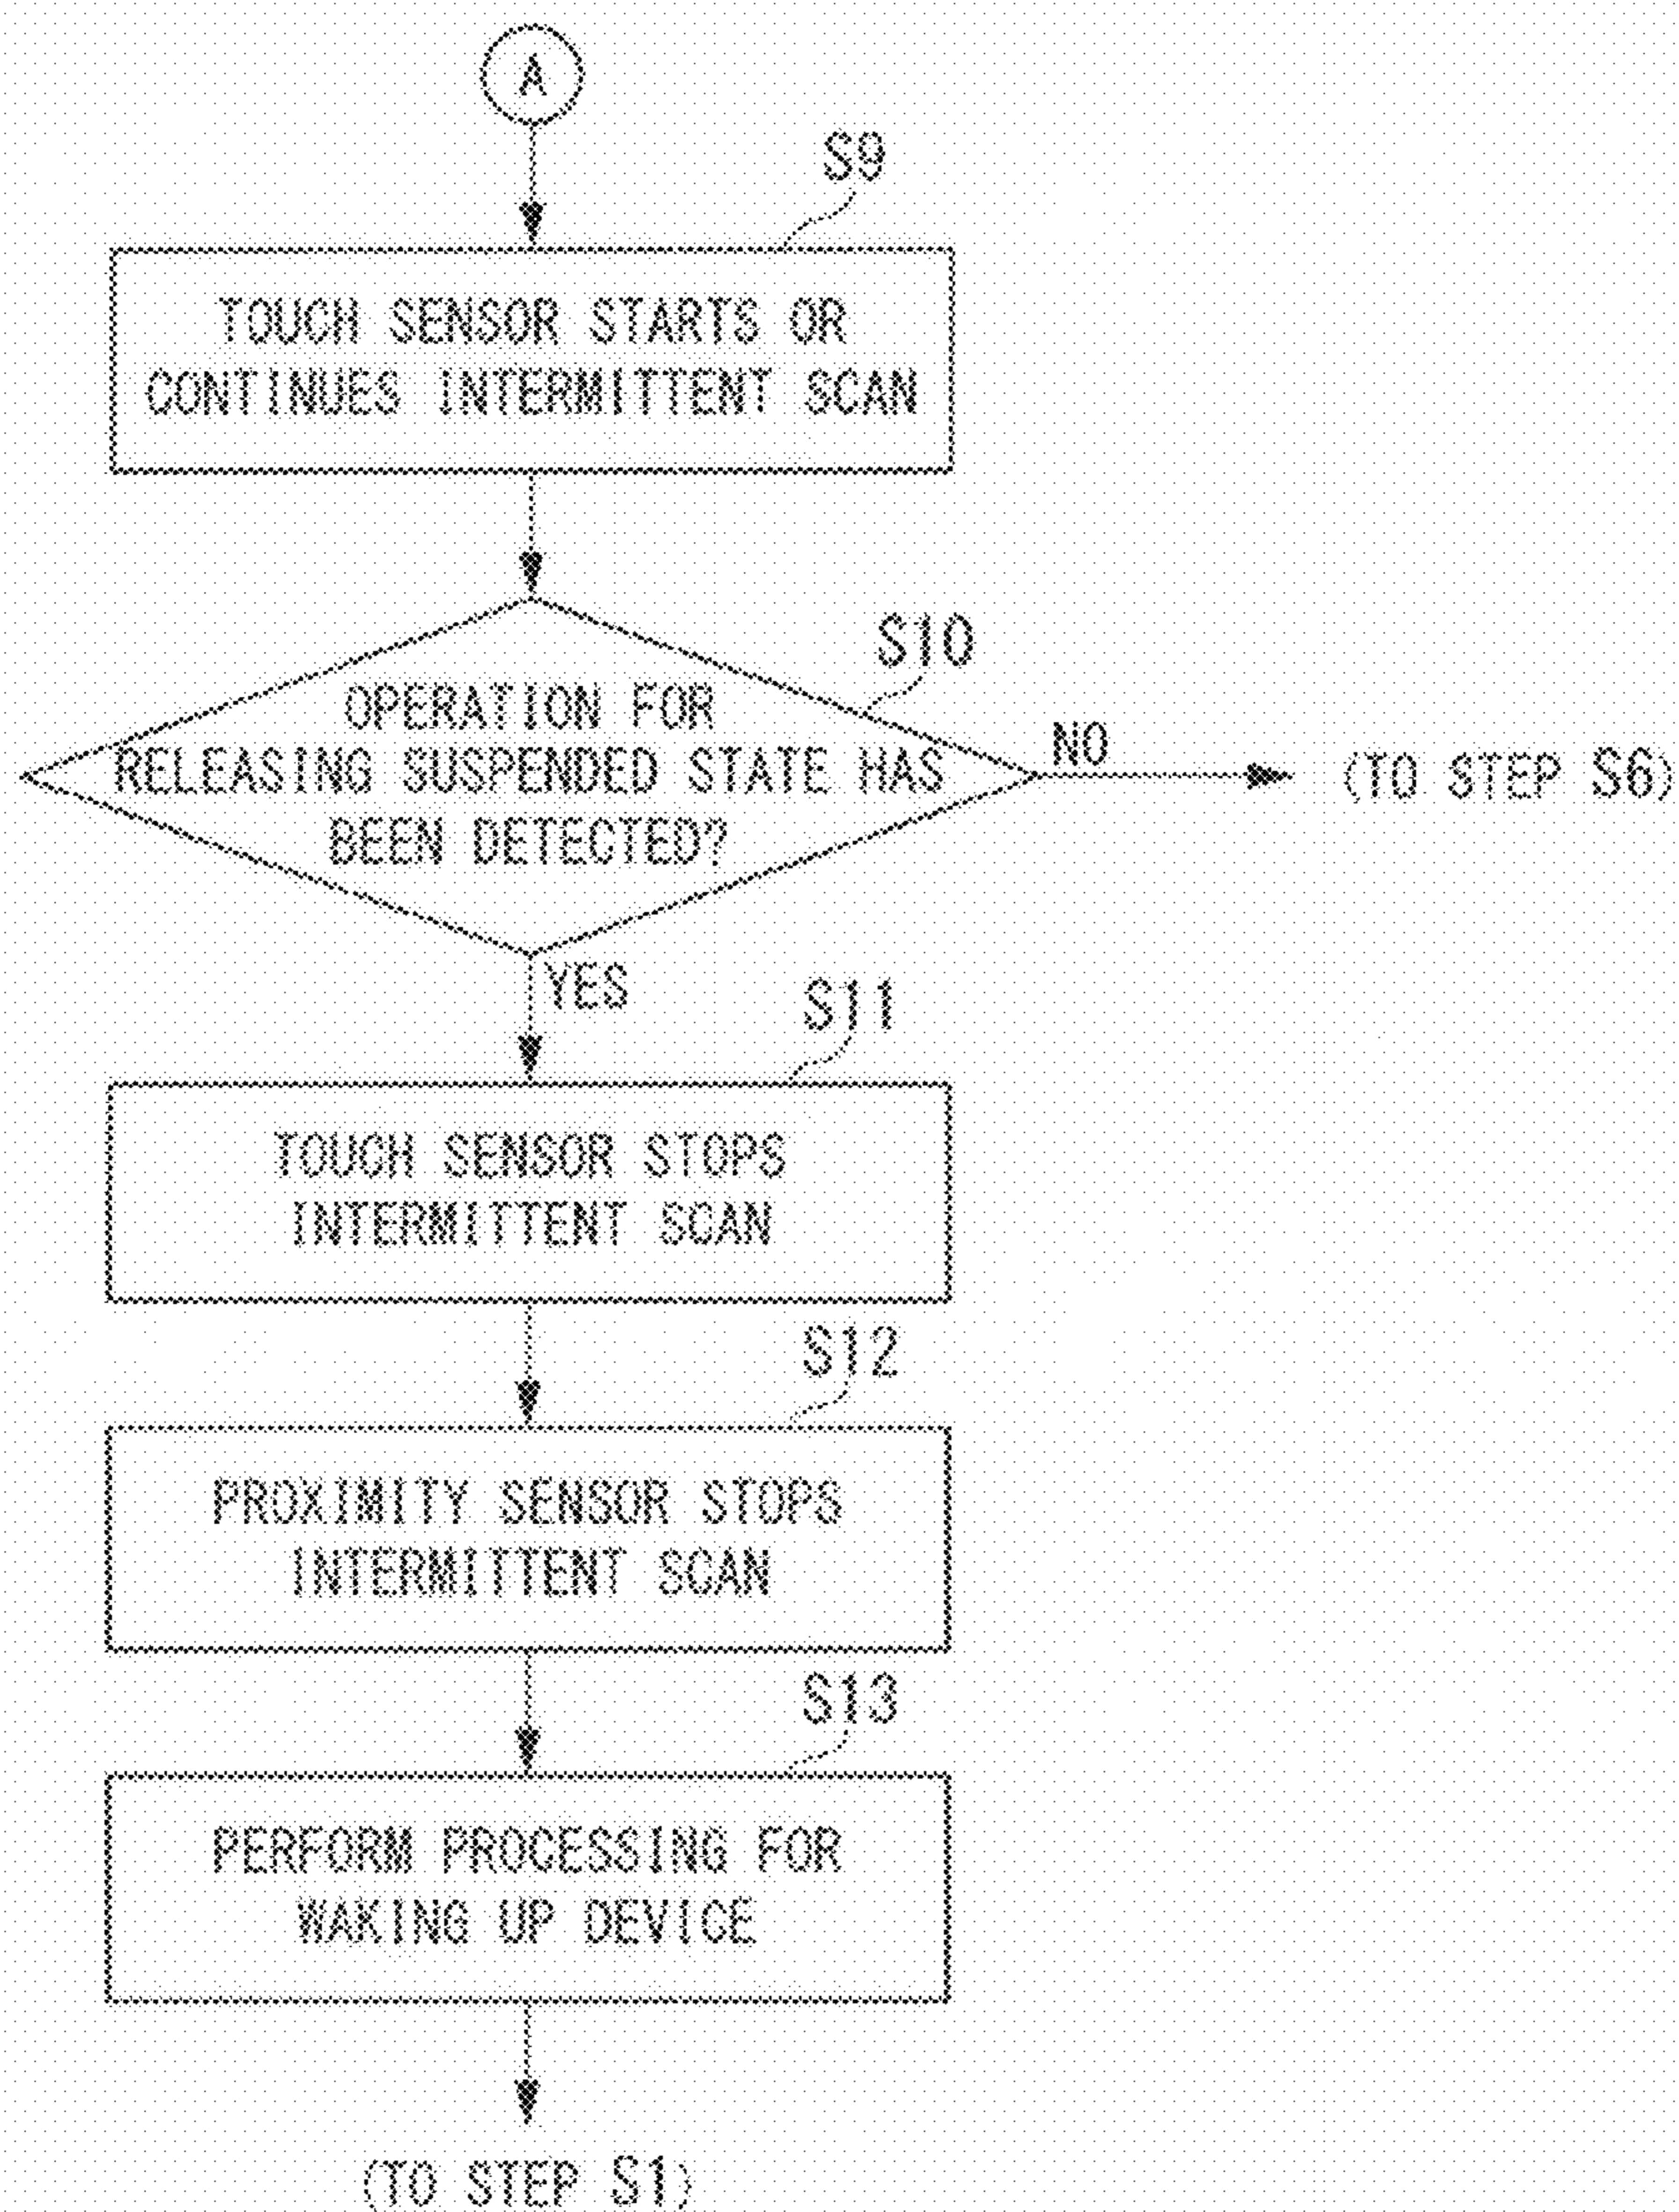 A
S9
TOUCH SENSOR STARTS OR
CONTINUES INTERMITTENT SCAN
S10
OPERATION FOR
RELEASING SUSPENDED STATE HAS
BEEN DETECTED?
NO
(TO STEP S6)
YES
S11
TOUCH SENSOR STOPS
INTERMITTENT SCAN
S12
PROXIMITY SENSOR STOPS
INTERMITTENT SCAN
S13
PERFORM PROCESSING FOR
WAKING UP DEVICE
(TO STEP S1)